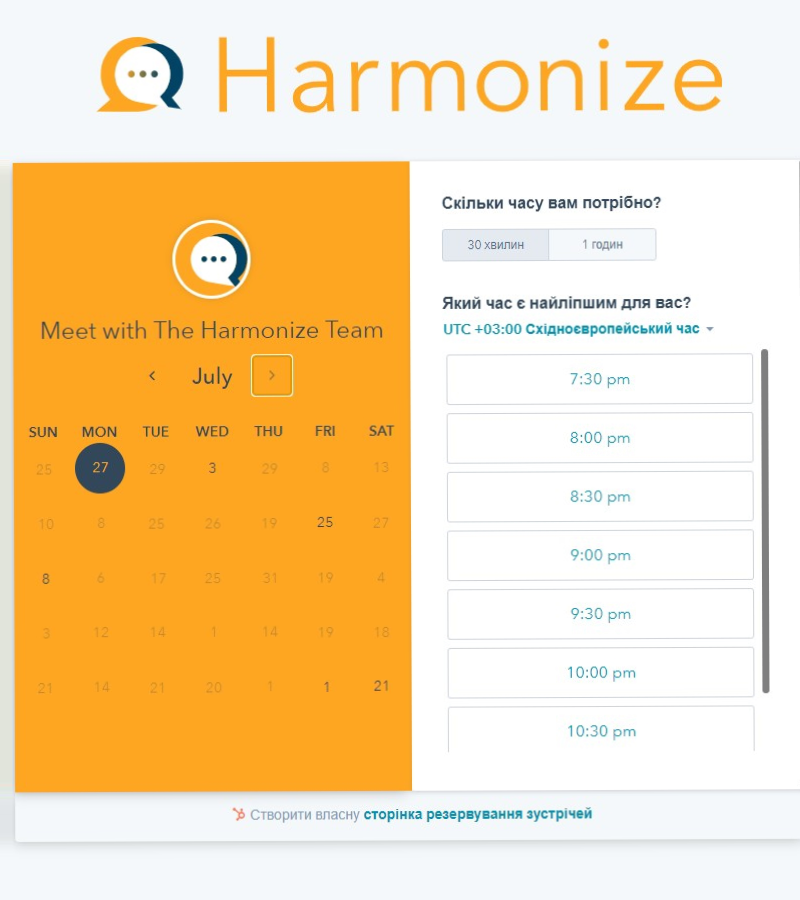 Harmonize
Meet with The Harmonize Team
July
SUN MON TUE WED THU FRI SAT
25 27 29 3 29 8 13
10 8 25 26 19 25 27
8 6 17 25 31 19 4
3 12 14 1 14 19 18
21 14 21 20 1 1 21
Скільки часу вам потрібно?
30 хвилин 1 годин
Який час є найліпшим для вас?
UTC +03:00 Східноєвропейський час
7:30 pm
8:00 pm
8:30 pm
9:00 pm
9:30 pm
10:00 pm
10:30 pm
Створити власну сторінка резервування зустрічей